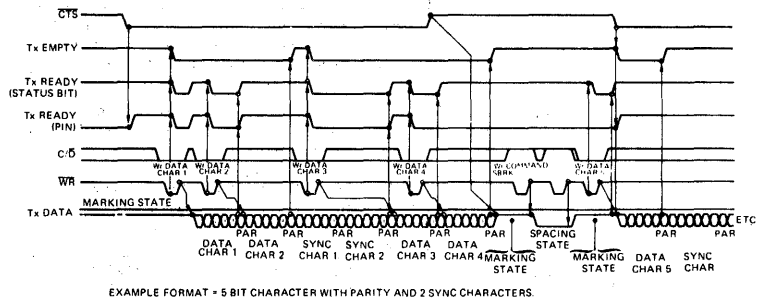 CTS
Tx EMPTY
Tx READY
(STATUS BIT)
Tx READY
(PIN)
C/D
Wr DATA CHAR 1
Wr DATA CHAR 2
Wr DATA CHAR 3
Wr DATA CHAR 4
Wr COMMAND SBRK
Wr DATA CHAR 5
WR
MARKING STATE
Tx DATA
ETC
PAR PAR PAR PAR PAR PAR PAR PAR
DATA CHAR 1
DATA CHAR 2
SYNC CHAR 1
SYNC CHAR 2
DATA CHAR 3
DATA CHAR 4
MARKING STATE
SPACING STATE
MARKING STATE
DATA CHAR 5
SYNC CHAR
EXAMPLE FORMAT = 5 BIT CHARACTER WITH PARITY AND 2 SYNC CHARACTERS.